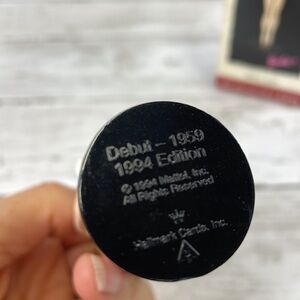 Debut – 1959
1994 Edition
© 1994 Mattel, Inc.
All Rights Reserved
Hallmark Cards, Inc.